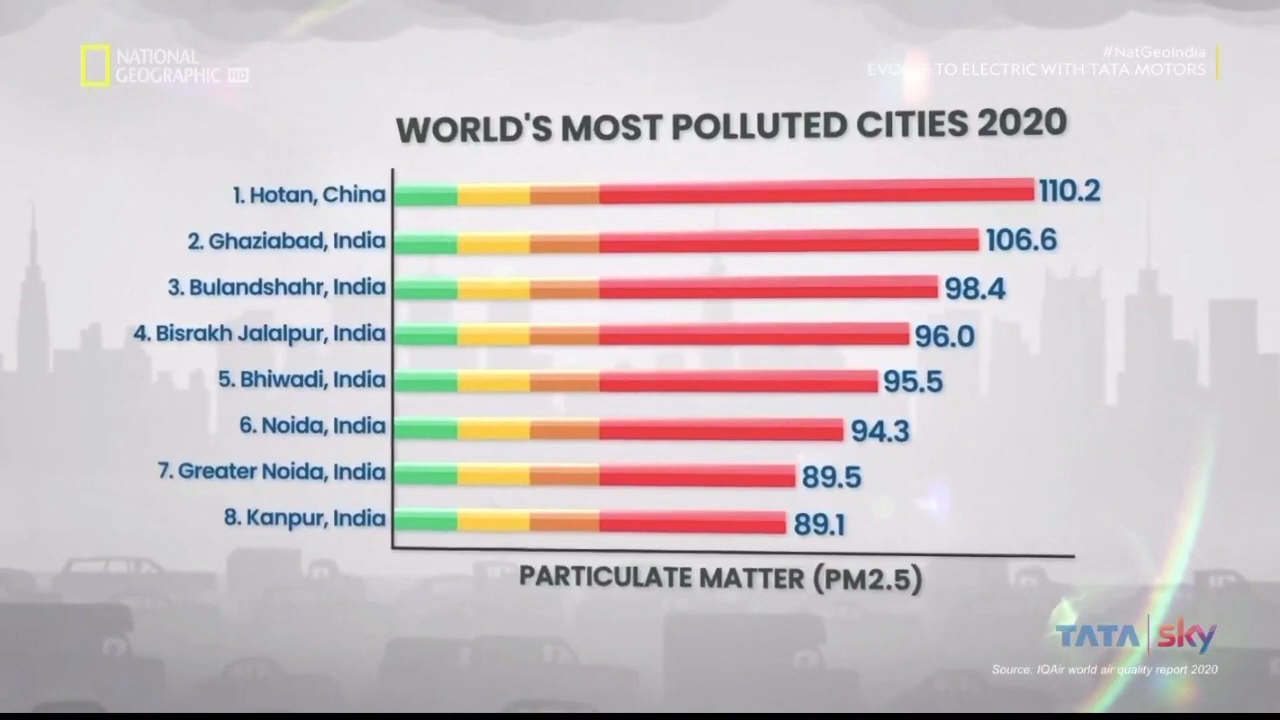 NATIONAL
GEOGRAPHIC HD
#NatGeoIndia
TO ELECTRIC WITH TATA MOTORS
WORLD'S MOST POLLUTED CITIES 2020
1. Hotan, China 110.2
2. Ghaziabad, India 106.6
3. Bulandshahr, India 98.4
4. Bisrakh Jalalpur, India 96.0
5. Bhiwadi, India 95.5
6. Noida, India 94.3
7. Greater Noida, India 89.5
8. Kanpur, India 89.1
PARTICULATE MATTER (PM2.5)
TATA sky
Source: IQAir world air quality report 2020